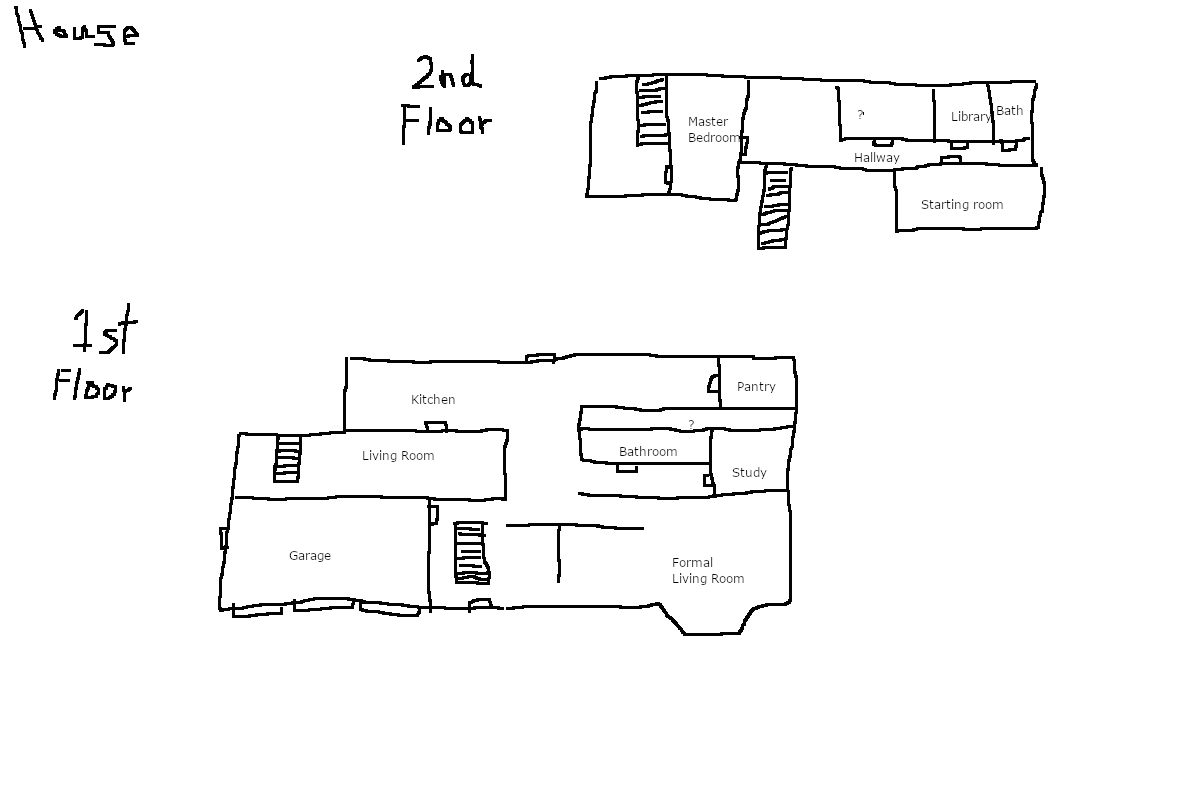 House
2nd
Floor
Master
Bedroom
?
Library
Bath
Hallway
Starting room
1st
Floor
Kitchen
Pantry
?
Living Room
Bathroom
Study
Garage
Formal
Living Room